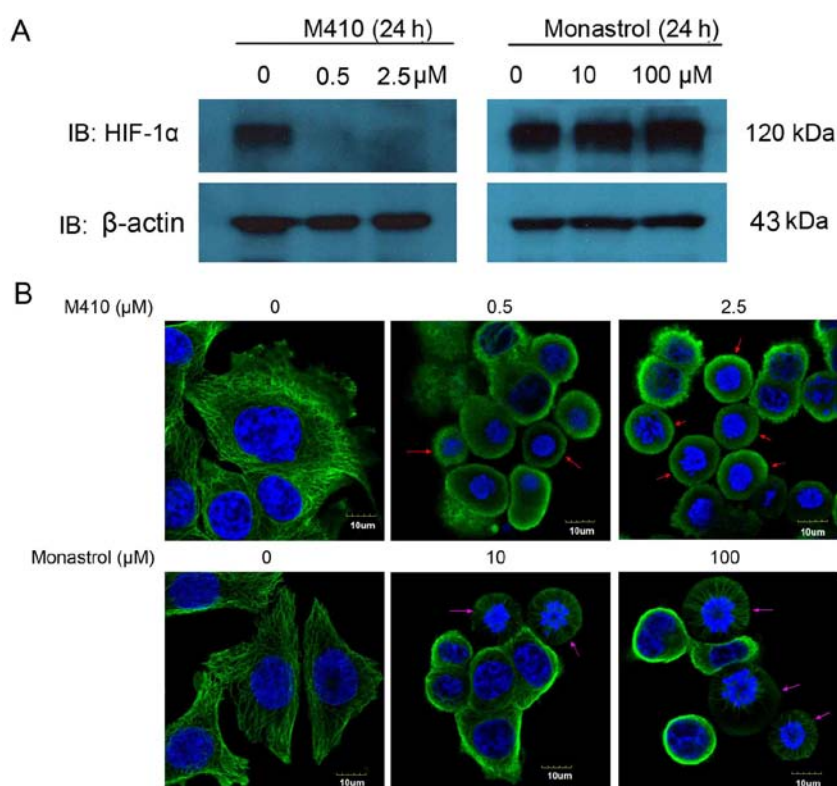 A
M410 (24 h) Monastrol (24 h)
0 0.5 2.5 μM 0 10 100 μM
IB: HIF-1α 120 kDa
IB: β-actin 43 kDa
B
M410 (μM) 0 0.5 2.5
10um 10um 10um
Monastrol (μM) 0 10 100
10um 10um 10um